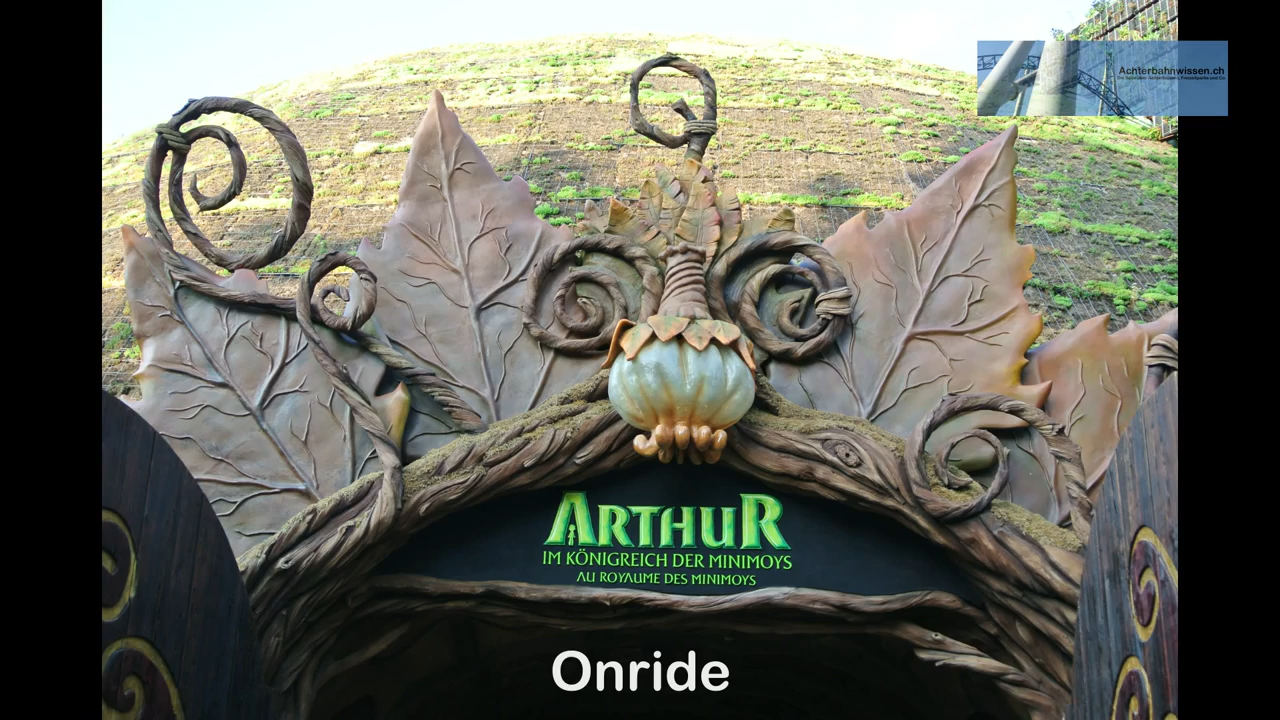 Achterbahnwissen.ch
ARTHUR
IM KÖNIGREICH DER MINIMOYS
AU ROYAUME DES MINIMOYS
Onride